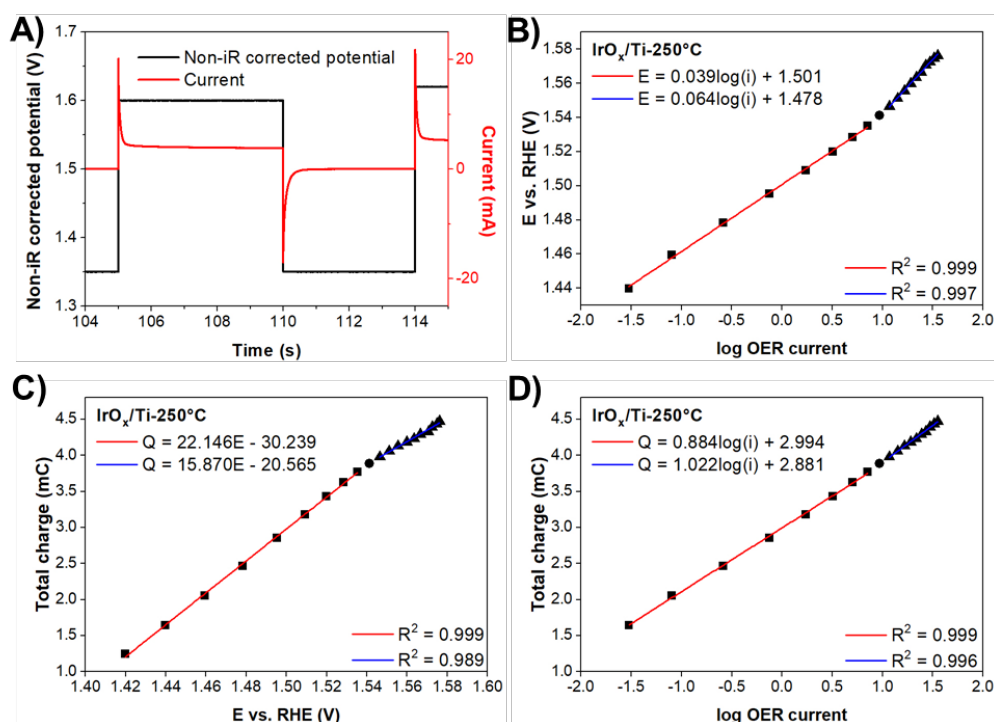 A)
Non-iR corrected potential (V)
1.7
1.6
1.5
1.4
1.3
Non-iR corrected potential
Current
20
0
-20
Current (mA)
104 106 108 110 112 114
Time (s)
B)
E vs. RHE (V)
1.58
1.56
1.54
1.52
1.50
1.48
1.46
1.44
IrOₓ/Ti-250°C
E = 0.039log(i) + 1.501
E = 0.064log(i) + 1.478
R² = 0.999
R² = 0.997
-2.0 -1.5 -1.0 -0.5 0.0 0.5 1.0 1.5 2.0
log OER current
C)
Total charge (mC)
4.5
4.0
3.5
3.0
2.5
2.0
1.5
1.0
IrOₓ/Ti-250°C
Q = 22.146E - 30.239
Q = 15.870E - 20.565
R² = 0.999
R² = 0.989
1.40 1.42 1.44 1.46 1.48 1.50 1.52 1.54 1.56 1.58 1.60
E vs. RHE (V)
D)
Total charge (mC)
4.5
4.0
3.5
3.0
2.5
2.0
1.5
1.0
IrOₓ/Ti-250°C
Q = 0.884log(i) + 2.994
Q = 1.022log(i) + 2.881
R² = 0.999
R² = 0.996
-2.0 -1.5 -1.0 -0.5 0.0 0.5 1.0 1.5 2.0
log OER current